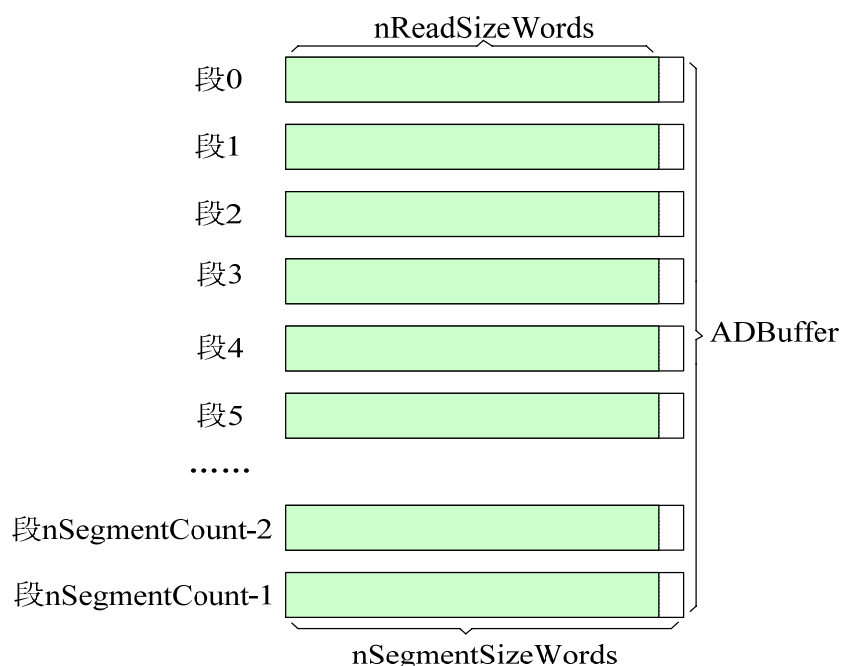 nReadSizeWords
段0
段1
段2
段3
段4
ADBuffer
段5
……
段nSegmentCount-2
段nSegmentCount-1
nSegmentSizeWords